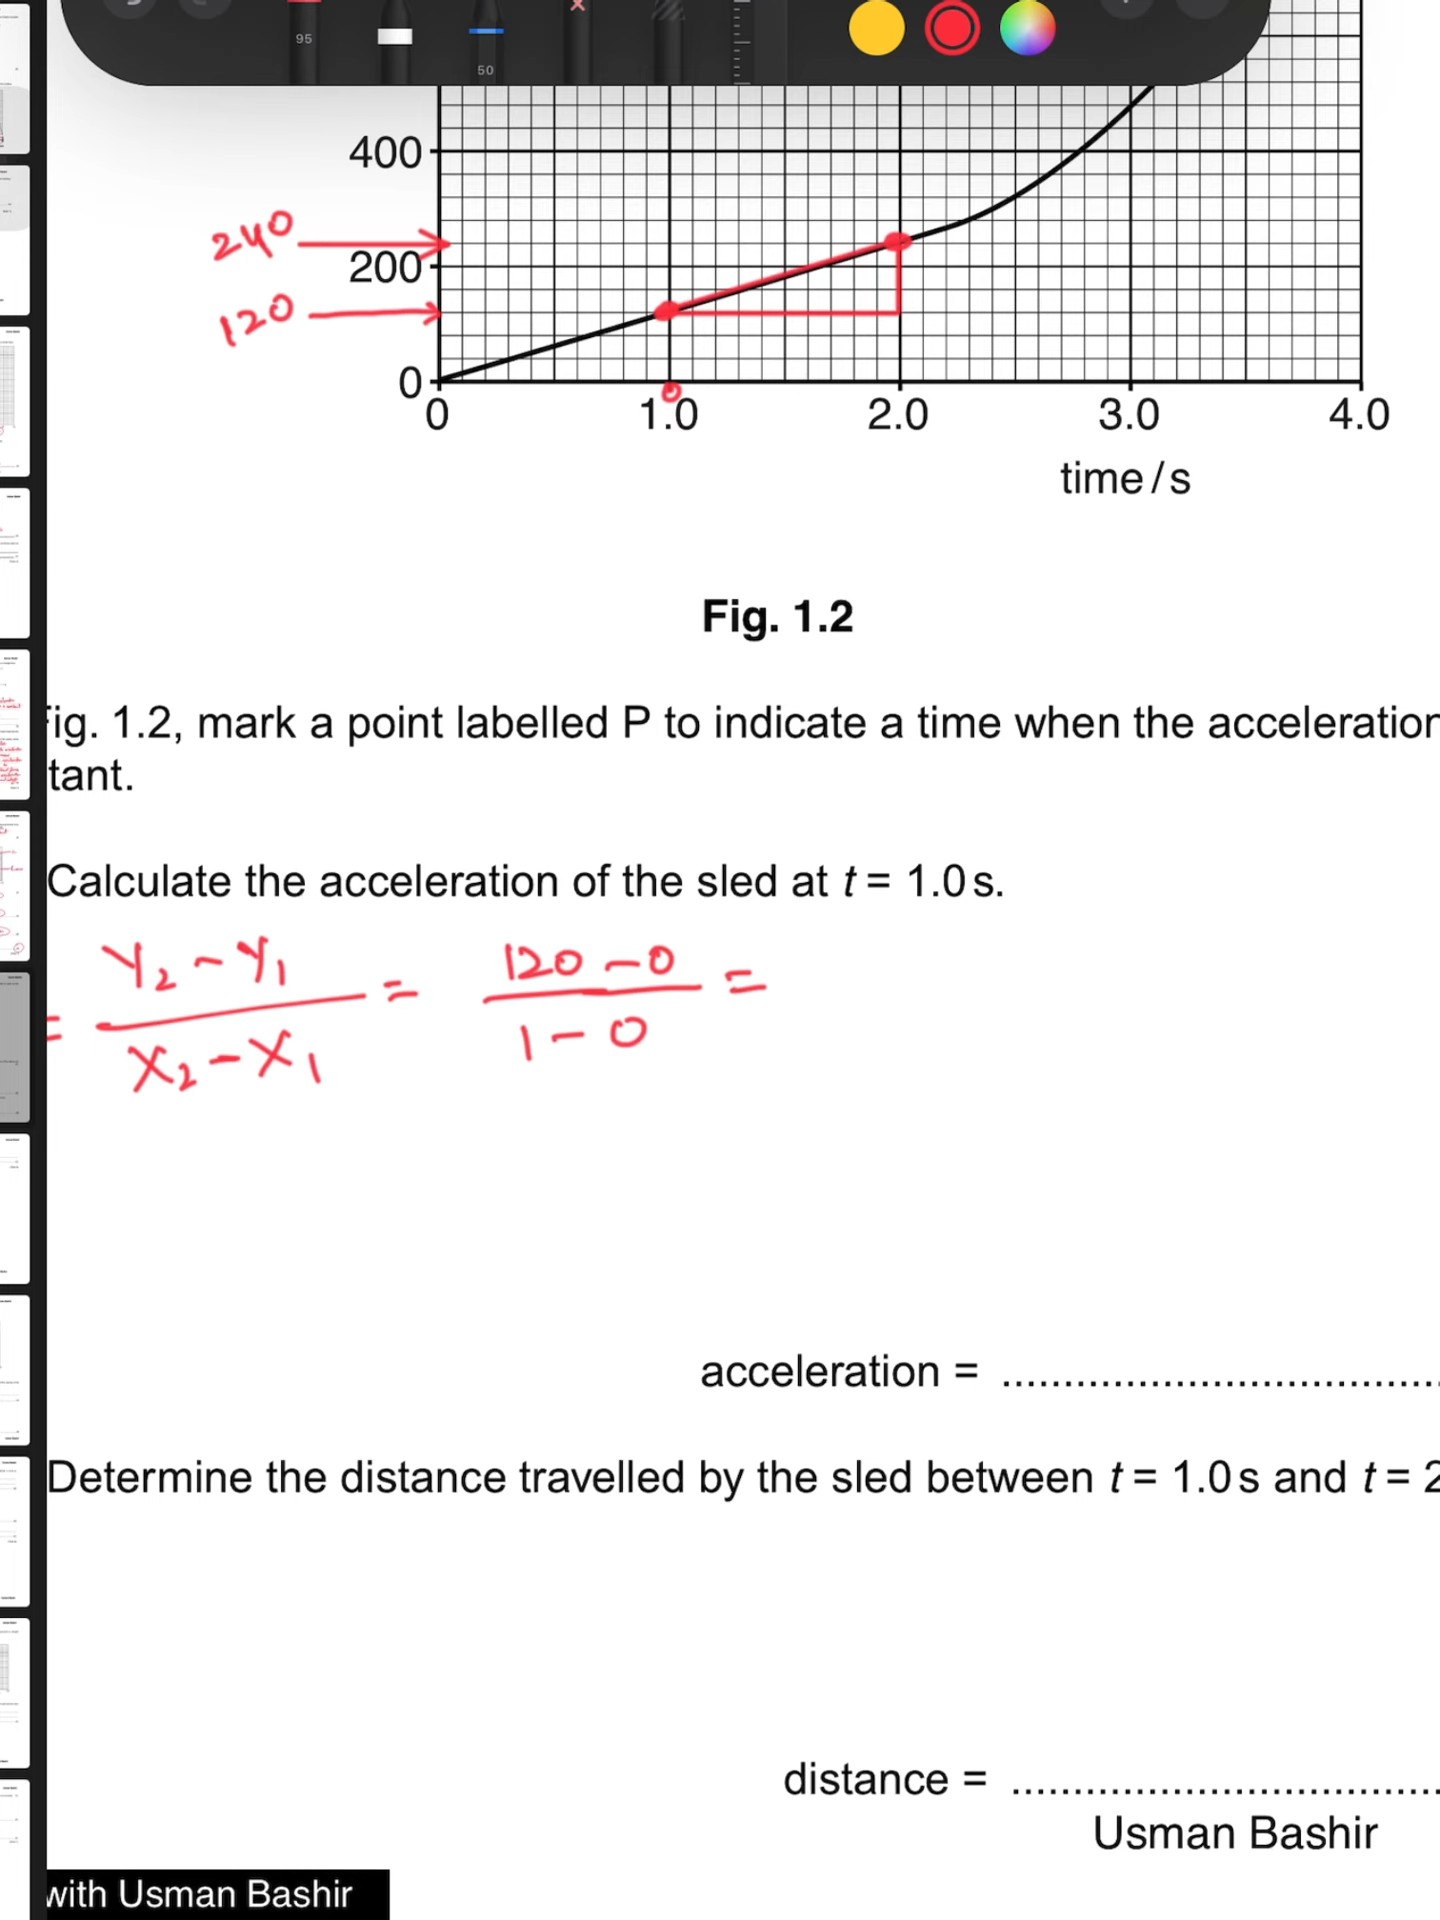 95
50
400
240
200
120
0
0 1.0 2.0 3.0 4.0
0
time/s
Fig. 1.2
ig. 1.2, mark a point labelled P to indicate a time when the acceleration
tant.
Calculate the acceleration of the sled at t = 1.0 s.
= Y₂ - Y₁ / X₂ - X₁ = 120 - 0 / 1 - 0 =
acceleration = ....................................
Determine the distance travelled by the sled between t = 1.0 s and t = 2
distance = ...................................
Usman Bashir
with Usman Bashir